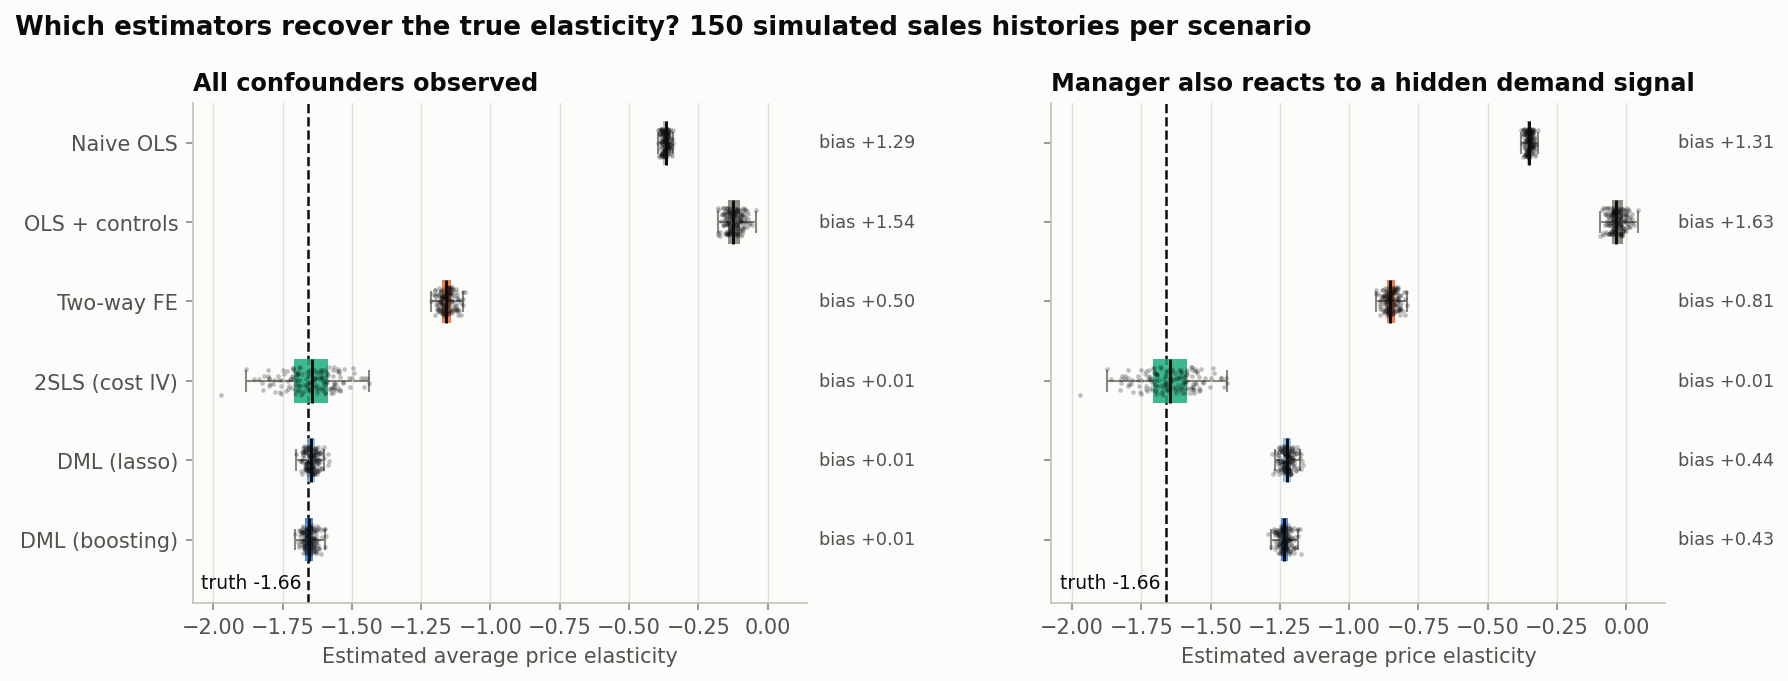 Which estimators recover the true elasticity? 150 simulated sales histories per scenario
All confounders observed
Naive OLS
bias +1.29
OLS + controls
bias +1.54
Two-way FE
bias +0.50
2SLS (cost IV)
bias +0.01
DML (lasso)
bias +0.01
DML (boosting)
bias +0.01
truth -1.66
−2.00 −1.75 −1.50 −1.25 −1.00 −0.75 −0.50 −0.25 0.00
Estimated average price elasticity
Manager also reacts to a hidden demand signal
bias +1.31
bias +1.63
bias +0.81
bias +0.01
bias +0.44
bias +0.43
truth -1.66
−2.00 −1.75 −1.50 −1.25 −1.00 −0.75 −0.50 −0.25 0.00
Estimated average price elasticity